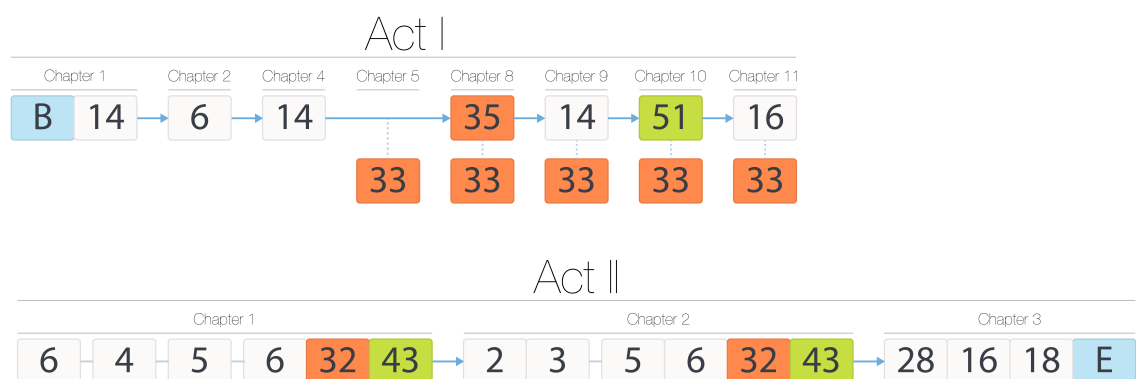 Act I
Chapter 1 Chapter 2 Chapter 4 Chapter 5 Chapter 8 Chapter 9 Chapter 10 Chapter 11
B 14 6 14 35 14 51 16
33 33 33 33 33
Act II
Chapter 1 Chapter 2 Chapter 3
6 4 5 6 32 43 2 3 5 6 32 43 28 16 18 E